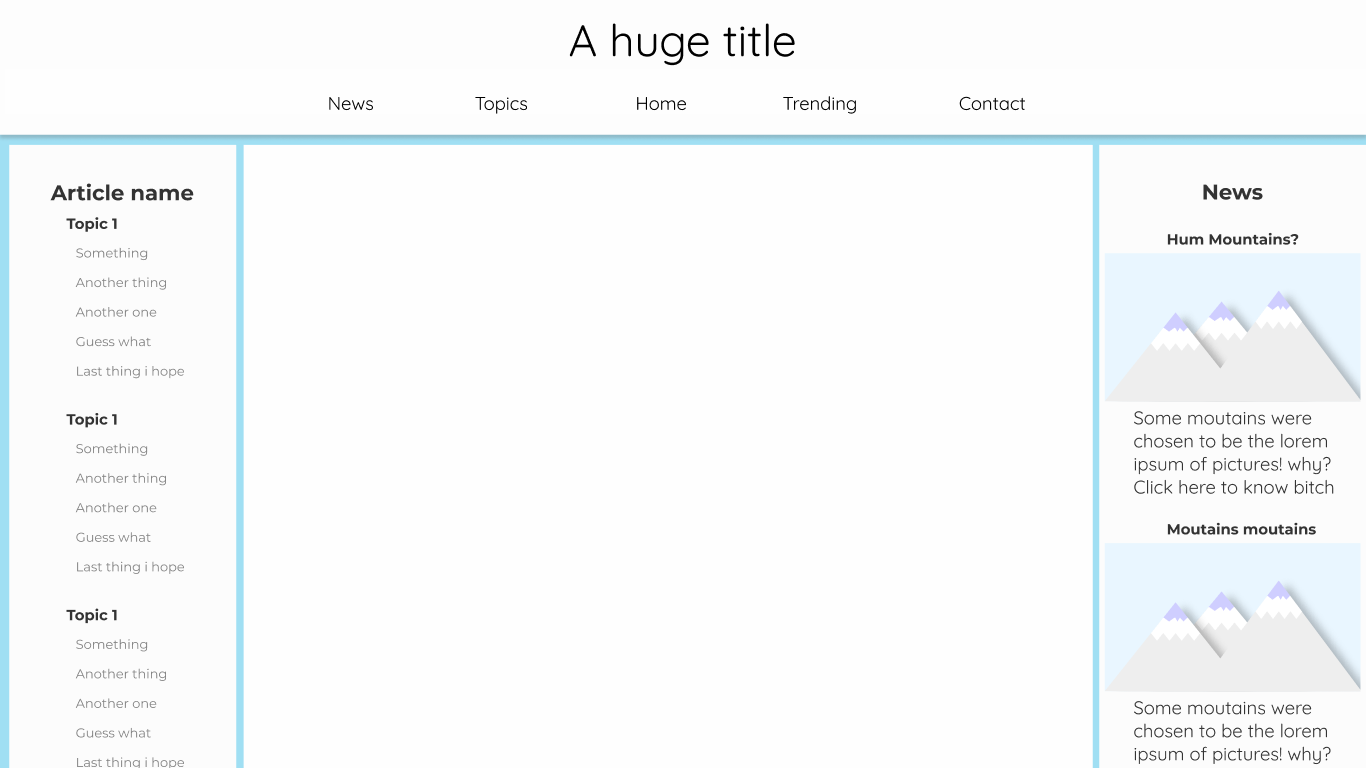 A huge title
News
Topics
Home
Trending
Contact
Article name
Topic 1
Something
Another thing
Another one
Guess what
Last thing i hope
Topic 1
Something
Another thing
Another one
Guess what
Last thing i hope
Topic 1
Something
Another thing
Another one
Guess what
Last thing i hope
News
Hum Mountains?
Some moutains were
chosen to be the lorem
ipsum of pictures! why?
Click here to know bitch
Moutains moutains
Some moutains were
chosen to be the lorem
ipsum of pictures! why?